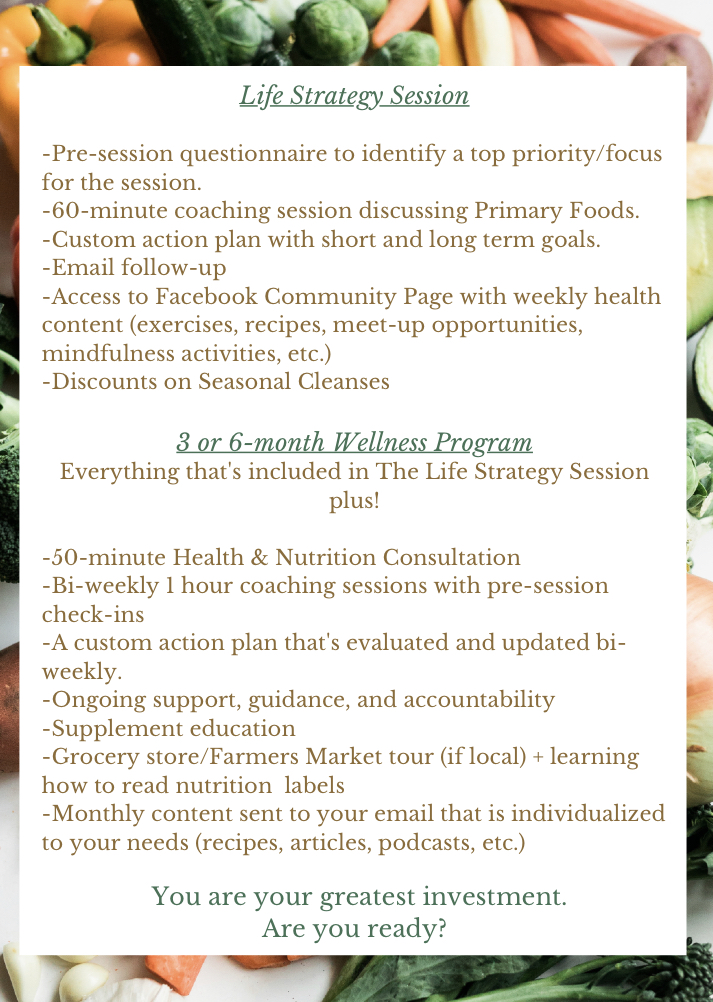 Life Strategy Session
-Pre-session questionnaire to identify a top priority/focus
for the session.
-60-minute coaching session discussing Primary Foods.
-Custom action plan with short and long term goals.
-Email follow-up
-Access to Facebook Community Page with weekly health
content (exercises, recipes, meet-up opportunities,
mindfulness activities, etc.)
-Discounts on Seasonal Cleanses
3 or 6-month Wellness Program
Everything that's included in The Life Strategy Session
plus!
-50-minute Health & Nutrition Consultation
-Bi-weekly 1 hour coaching sessions with pre-session
check-ins
-A custom action plan that's evaluated and updated bi-
weekly.
-Ongoing support, guidance, and accountability
-Supplement education
-Grocery store/Farmers Market tour (if local) + learning
how to read nutrition  labels
-Monthly content sent to your email that is individualized
to your needs (recipes, articles, podcasts, etc.)
You are your greatest investment.
Are you ready?